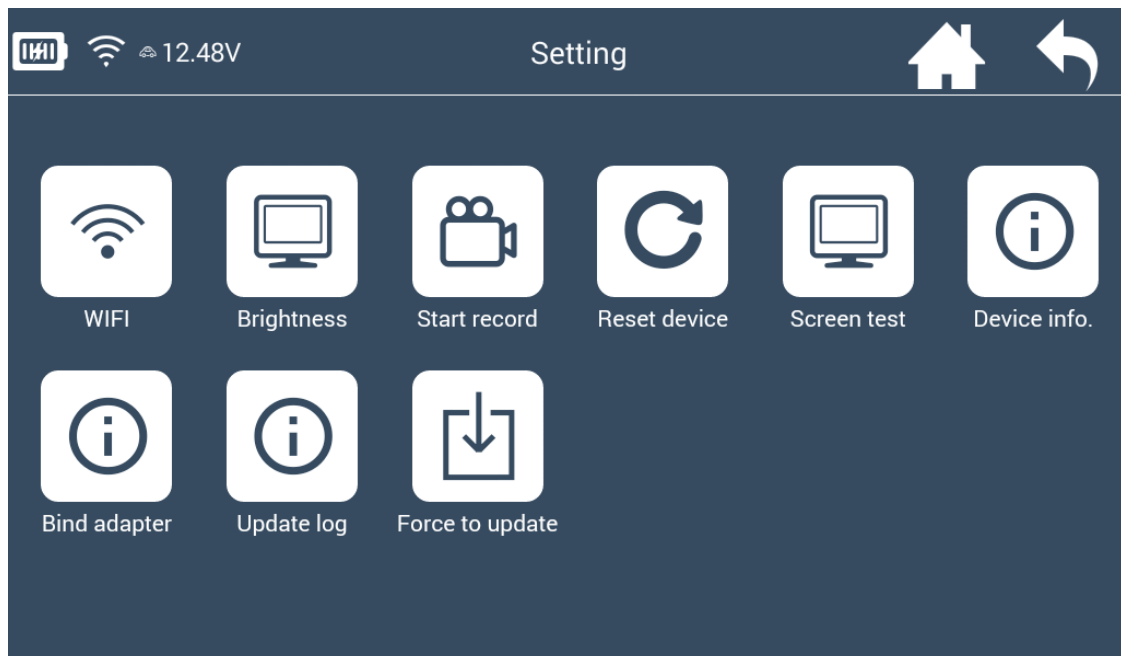 12.48V
Setting
WIFI
Brightness
Start record
Reset device
Screen test
Device info.
Bind adapter
Update log
Force to update